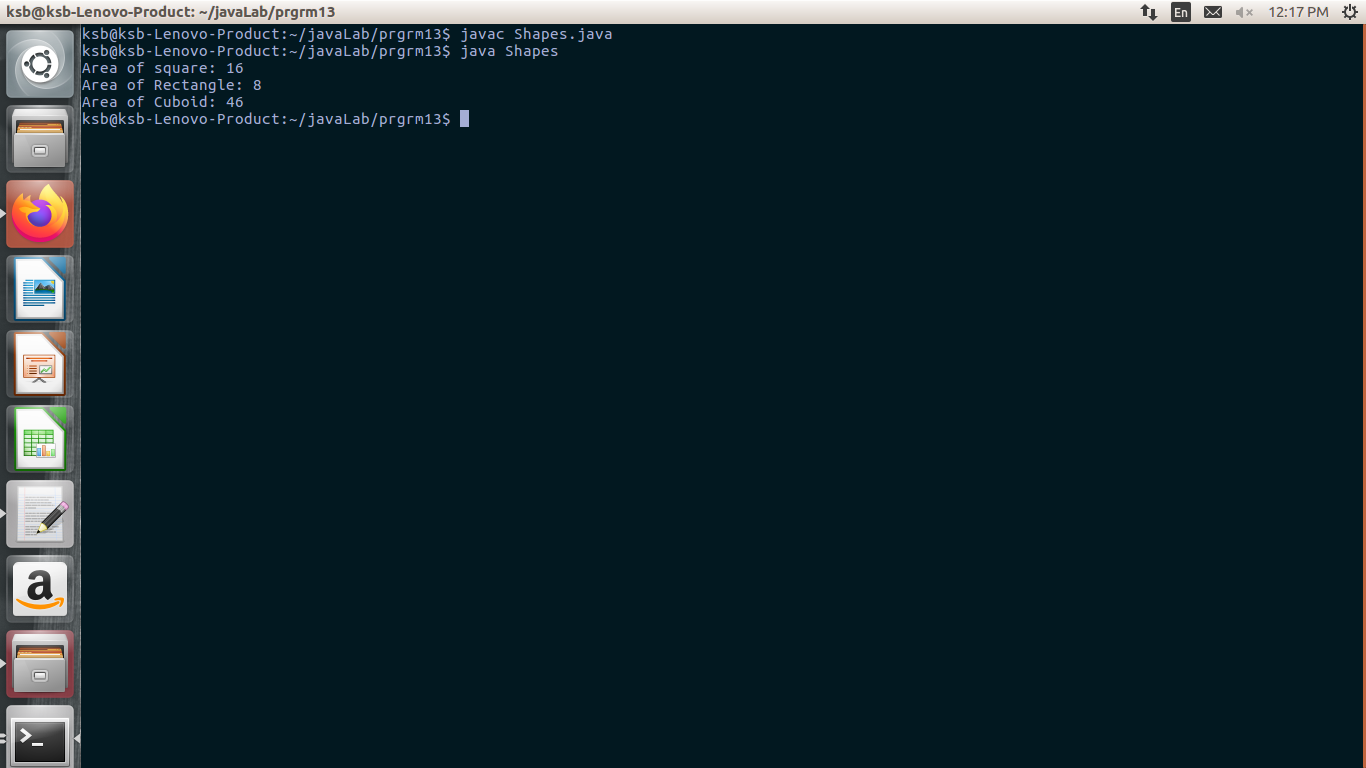 ksb@ksb-Lenovo-Product: ~/javaLab/prgrm13
En
12:17 PM
ksb@ksb-Lenovo-Product:~/javaLab/prgrm13$ javac Shapes.java
ksb@ksb-Lenovo-Product:~/javaLab/prgrm13$ java Shapes
Area of square: 16
Area of Rectangle: 8
Area of Cuboid: 46
ksb@ksb-Lenovo-Product:~/javaLab/prgrm13$
a
>_